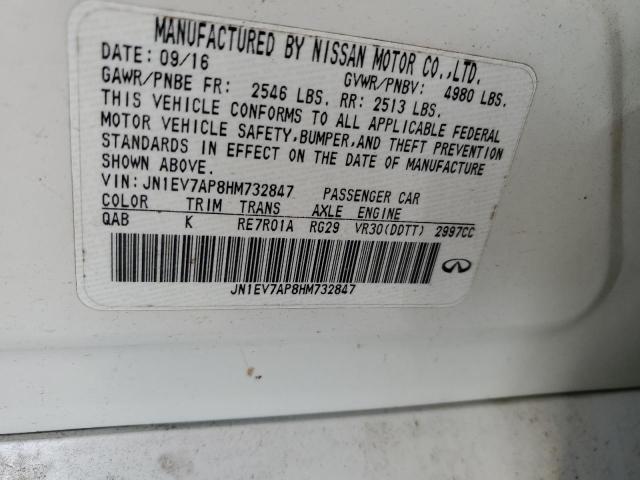 MANUFACTURED BY NISSAN MOTOR CO.,LTD.
DATE: 09/16 GVWR/PNBV: 4980 LBS.
GAWR/PNBE FR: 2546 LBS. RR: 2513 LBS.
THIS VEHICLE CONFORMS TO ALL APPLICABLE FEDERAL
MOTOR VEHICLE SAFETY,BUMPER,AND THEFT PREVENTION
STANDARDS IN EFFECT ON THE DATE OF MANUFACTURE
SHOWN ABOVE.
VIN:JN1EV7AP8HM732847 PASSENGER CAR
COLOR TRIM TRANS AXLE ENGINE
QAB K RE7R01A RG29 VR30(DDTT) 2997CC
JN1EV7AP8HM732847